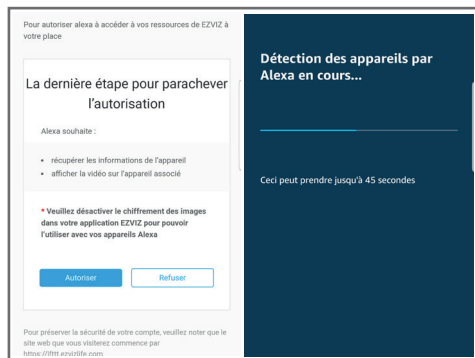 Pour autoriser alexa à accéder à vos ressources de EZVIZ à
votre place
La dernière étape pour parachever
l'autorisation
Alexa souhaite :
• récupérer les informations de l'appareil
• afficher la vidéo sur l'appareil associé
* Veuillez désactiver le chiffrement des images
dans votre application EZVIZ pour pouvoir
l'utiliser avec vos appareils Alexa
Autoriser
Refuser
Pour préserver la sécurité de votre compte, veuillez noter que le
site web que vous visiterez commence par
https://ifttt.ezvizlife.com
Détection des appareils par
Alexa en cours...
Ceci peut prendre jusqu'à 45 secondes